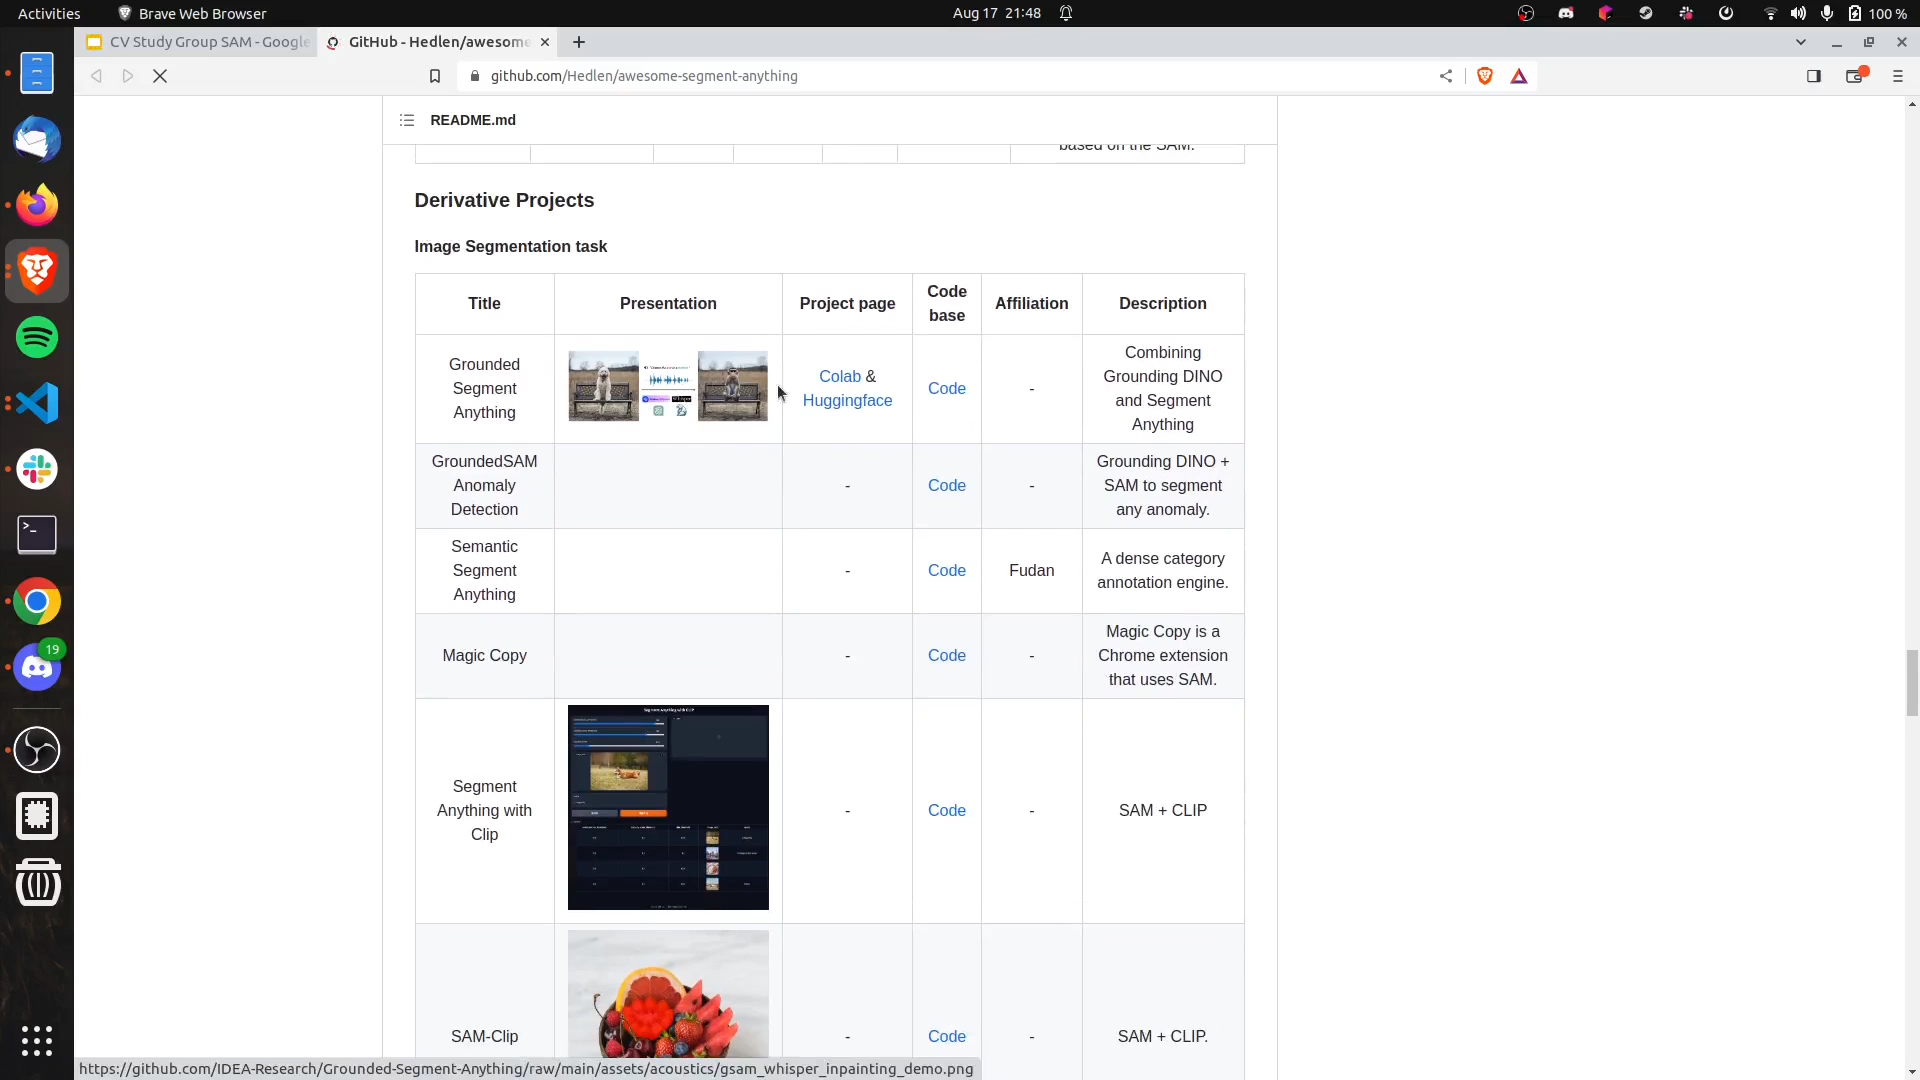 Activities
Brave Web Browser
Aug 17 21:48
100 %
CV Study Group SAM - Google
GitHub - Hedlen/awesome
github.com/Hedlen/awesome-segment-anything
README.md
based on the SAM.
Derivative Projects
Image Segmentation task
Title
Presentation
Project page
Code
base
Affiliation
Description
Grounded
Segment
Anything
Colab &
Huggingface
Code
-
Combining
Grounding DINO
and Segment
Anything
GroundedSAM
Anomaly
Detection
-
Code
-
Grounding DINO +
SAM to segment
any anomaly.
Semantic
Segment
Anything
-
Code
Fudan
A dense category
annotation engine.
Magic Copy
-
Code
-
Magic Copy is a
Chrome extension
that uses SAM.
Segment
Anything with
Clip
Segment Anything with CLIP
-
Code
-
SAM + CLIP
SAM-Clip
-
Code
-
SAM + CLIP.
19
https://github.com/IDEA-Research/Grounded-Segment-Anything/raw/main/assets/acoustics/gsam_whisper_inpainting_demo.png